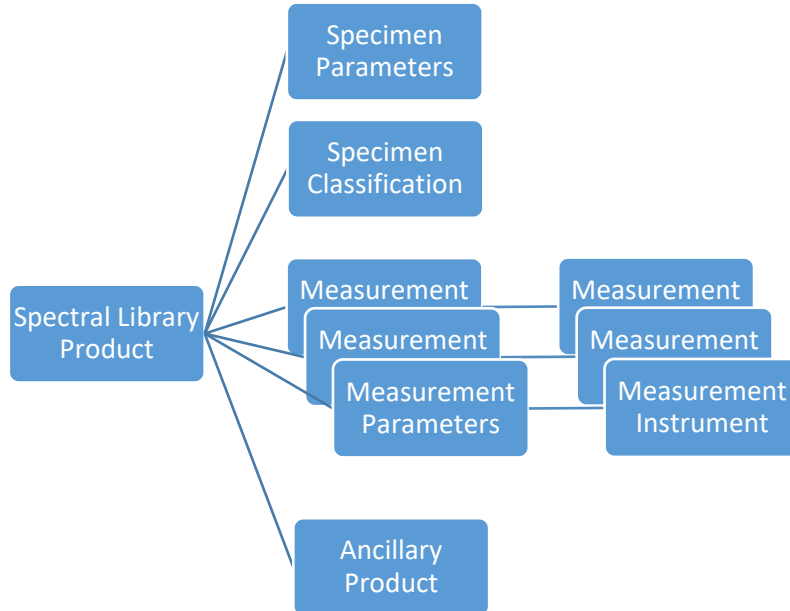 Specimen
Parameters
Specimen
Classification
Spectral Library
Product
Measurement
Measurement
Measurement
Parameters
Measurement
Measurement
Measurement
Instrument
Ancillary
Product